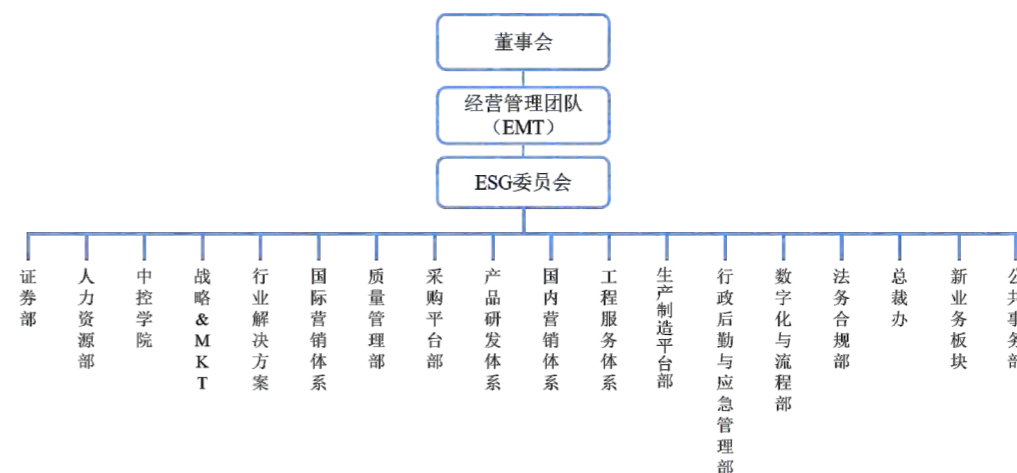 董事会
经营管理团队
（EMT）
ESG委员会
证券部
人力资源部
中控学院
战略&MKT
行业解决方案
国际营销体系
质量管理部
采购平台部
产品研发体系
国内营销体系
工程服务体系
生产制造平台部
行政后勤与应急管理部
数字化与流程部
法务合规部
总裁办
新业务板块
公共事务部